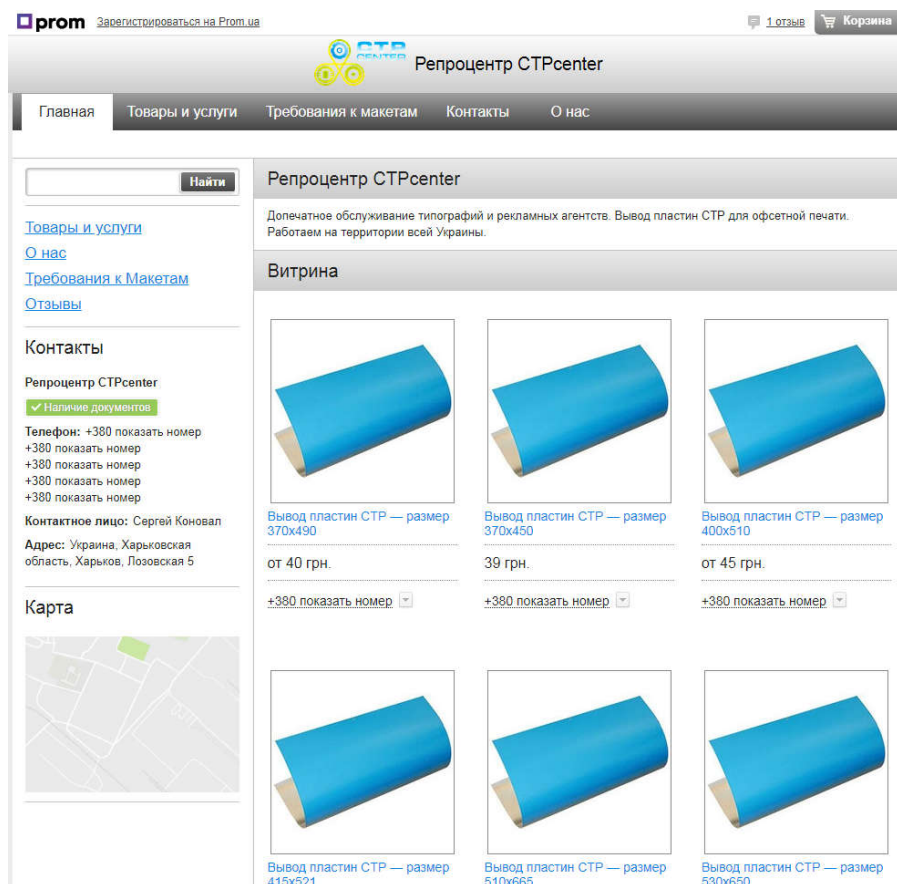 prom Зарегистрироваться на Prom.ua
1 отзыв
Корзина
CTP
CENTER
Репроцентр CTPcenter
Главная Товары и услуги Требования к макетам Контакты О нас
Найти
Товары и услуги
О нас
Требования к Макетам
Отзывы
Контакты
Репроцентр CTPcenter
Наличие документов
Телефон: +380 показать номер
+380 показать номер
+380 показать номер
+380 показать номер
+380 показать номер
Контактное лицо: Сергей Коновал
Адрес: Украина, Харьковская
область, Харьков, Лозовская 5
Карта
Репроцентр CTPcenter
Допечатное обслуживание типографий и рекламных агентств. Вывод пластин CTP для офсетной печати.
Работаем на территории всей Украины.
Витрина
Вывод пластин CTP — размер
370x490
от 40 грн.
+380 показать номер
Вывод пластин CTP — размер
370x450
39 грн.
+380 показать номер
Вывод пластин CTP — размер
400x510
от 45 грн.
+380 показать номер
Вывод пластин CTP — размер
415x521
Вывод пластин CTP — размер
510x665
Вывод пластин CTP — размер
530x650